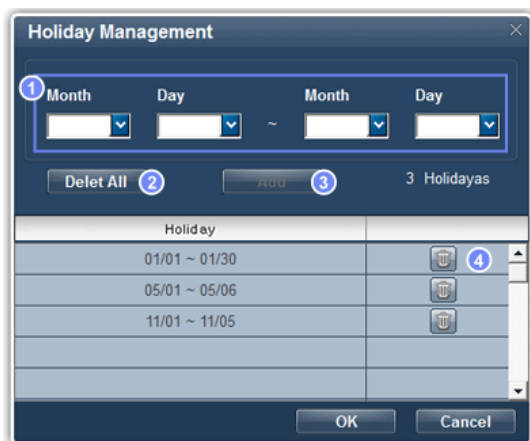 Holiday Management
1
Month Day ~ Month Day
Delet All 2 Add 3 3 Holidayas
Holiday
01/01 ~ 01/30 4
05/01 ~ 05/06
11/01 ~ 11/05
OK Cancel